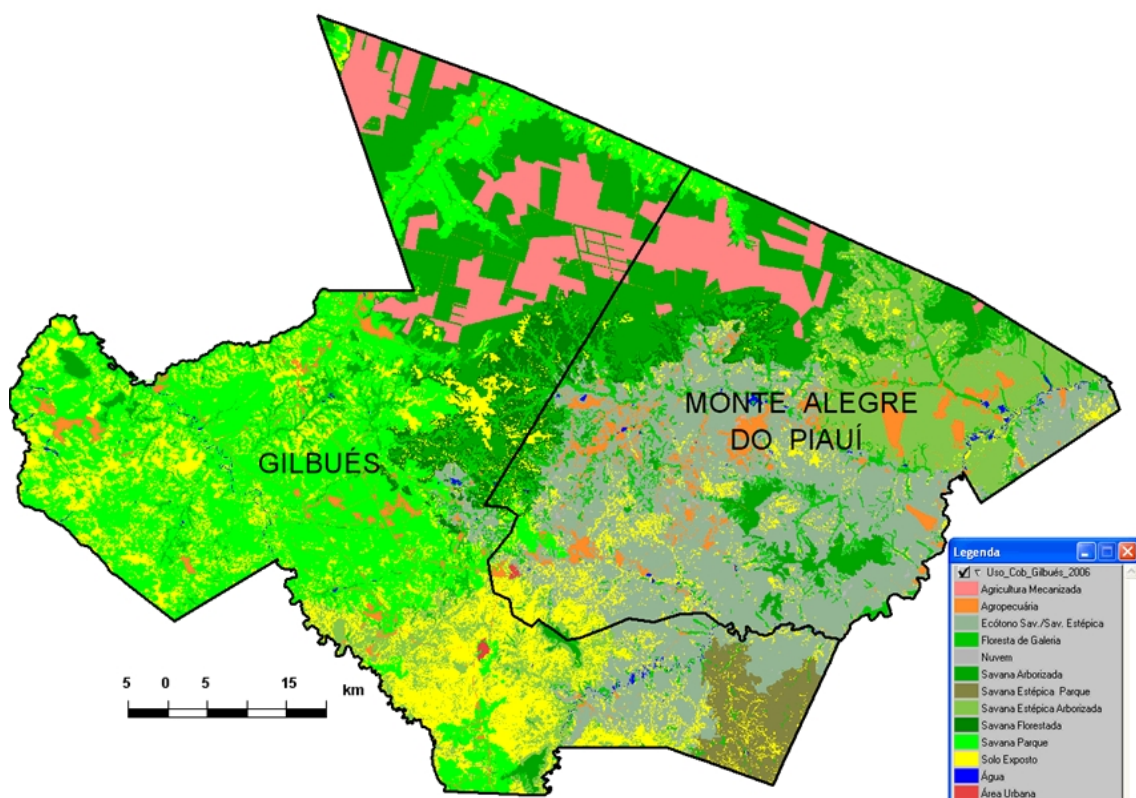 MONTE ALEGRE
DO PIAUÍ
GILBUÉS
5 0 5 15 km
Legenda
Uso_Cob_Gilbués_2006
Agricultura Mecanizada
Agropecuária
Ecótono Sav./Sav. Estépica
Floresta de Galeria
Nuvem
Savana Arborizada
Savana Estépica Parque
Savana Estépica Arborizada
Savana Florestada
Savana Parque
Solo Exposto
Água
Área Urbana